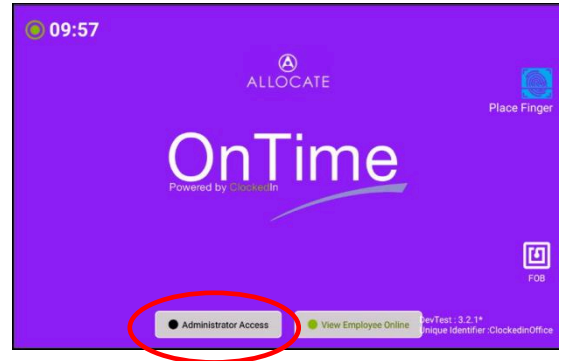 09:57
ALLOCATE
Place Finger
OnTime
Powered by ClockedIn
FOB
Administrator Access
View Employee Online
DevTest : 3.2.1*
Unique Identifier :ClockedinOffice